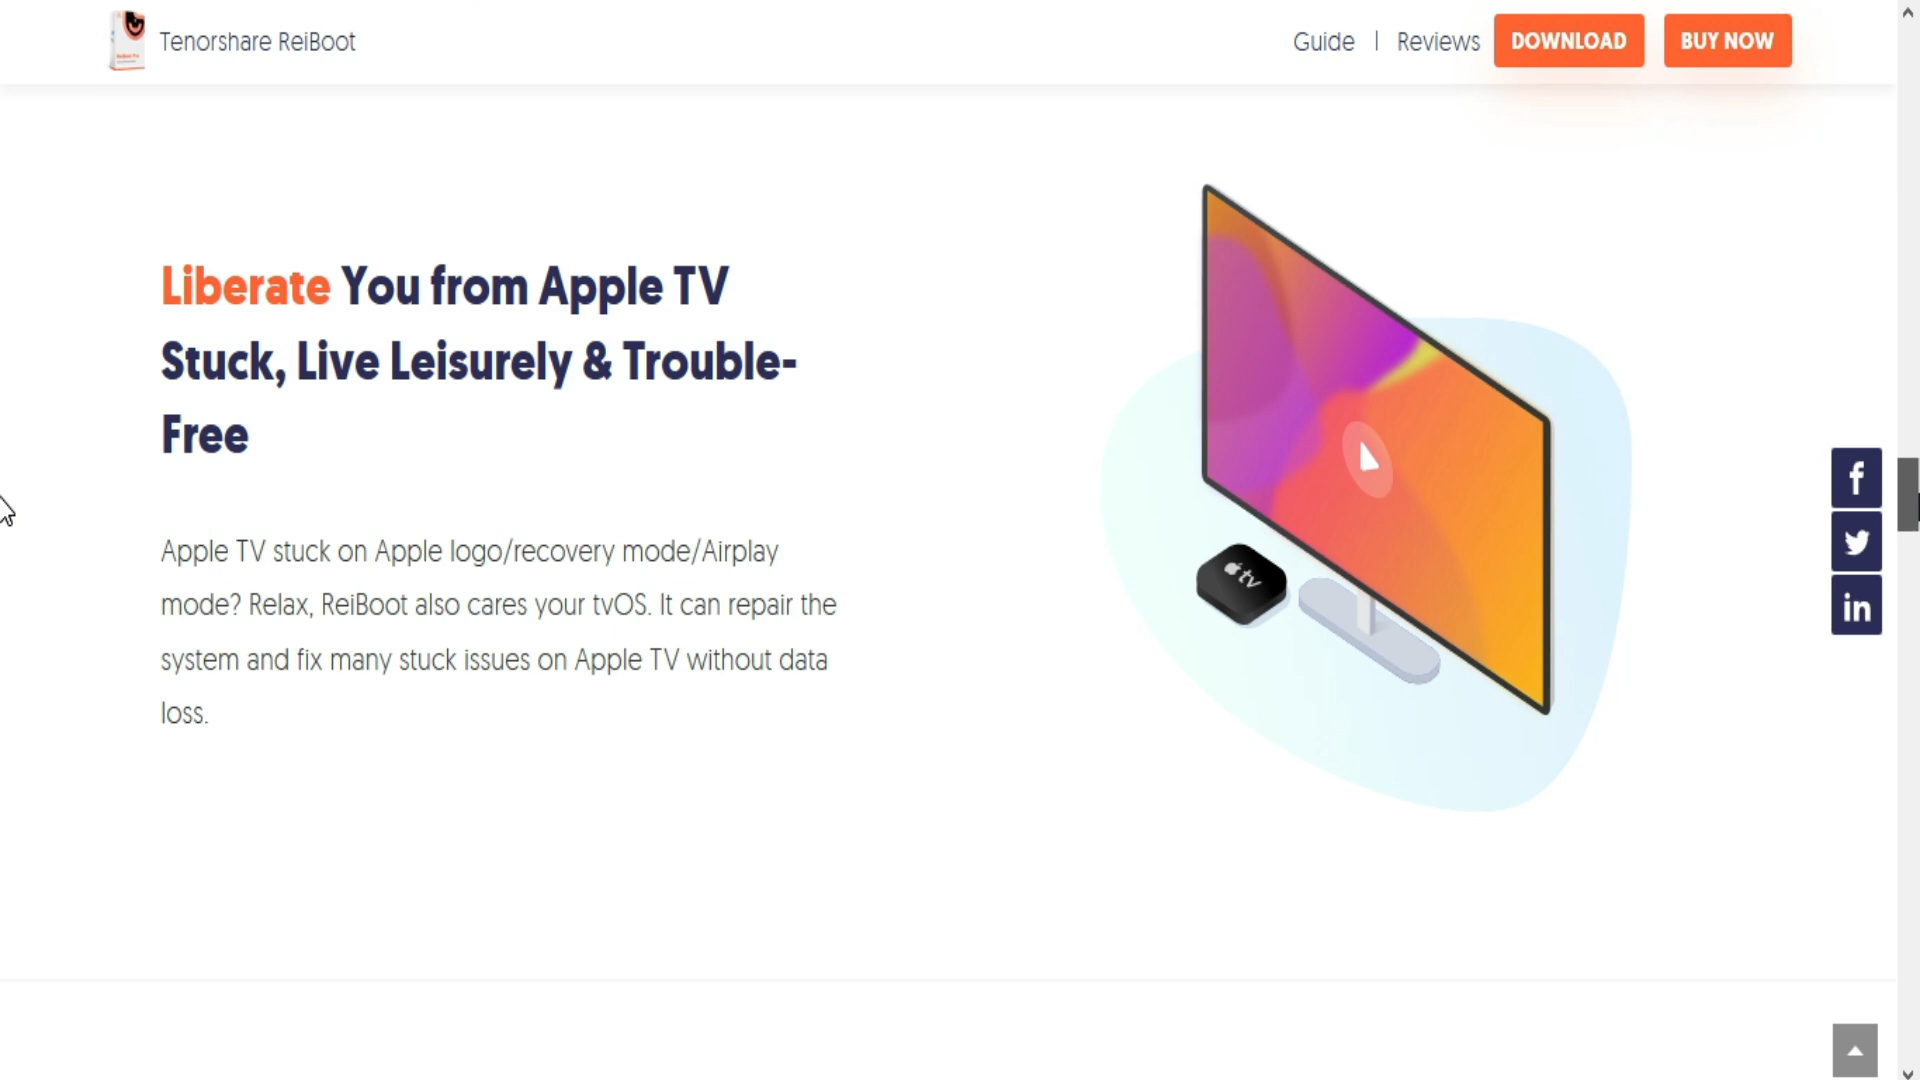 Tenorshare ReiBoot
Guide | Reviews DOWNLOAD BUY NOW
Liberate You from Apple TV
Stuck, Live Leisurely & Trouble-
Free
Apple TV stuck on Apple logo/recovery mode/Airplay
mode? Relax, ReiBoot also cares your tvOS. It can repair the
system and fix many stuck issues on Apple TV without data
loss.
tv
f
in